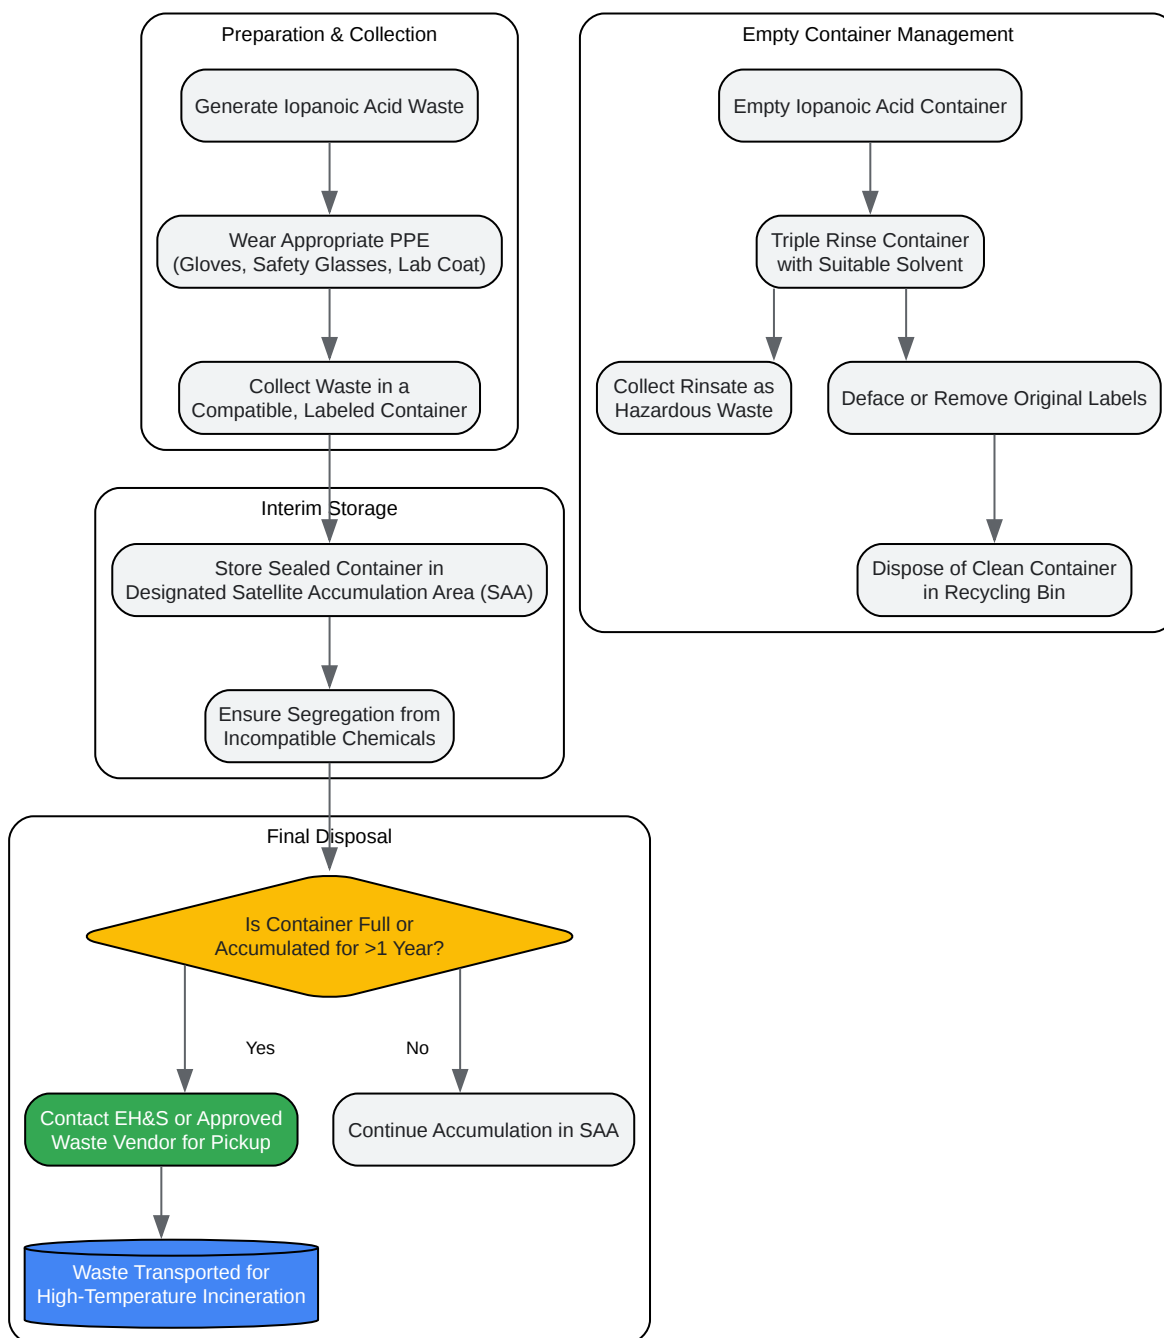 Preparation & Collection
Generate Iopanoic Acid Waste
Wear Appropriate PPE
(Gloves, Safety Glasses, Lab Coat)
Collect Waste in a
Compatible, Labeled Container
Interim Storage
Store Sealed Container in
Designated Satellite Accumulation Area (SAA)
Ensure Segregation from
Incompatible Chemicals
Final Disposal
Is Container Full or
Accumulated for >1 Year?
Yes
No
Contact EH&S or Approved
Waste Vendor for Pickup
Continue Accumulation in SAA
Waste Transported for
High-Temperature Incineration
Empty Container Management
Empty Iopanoic Acid Container
Triple Rinse Container
with Suitable Solvent
Collect Rinsate as
Hazardous Waste
Deface or Remove Original Labels
Dispose of Clean Container
in Recycling Bin